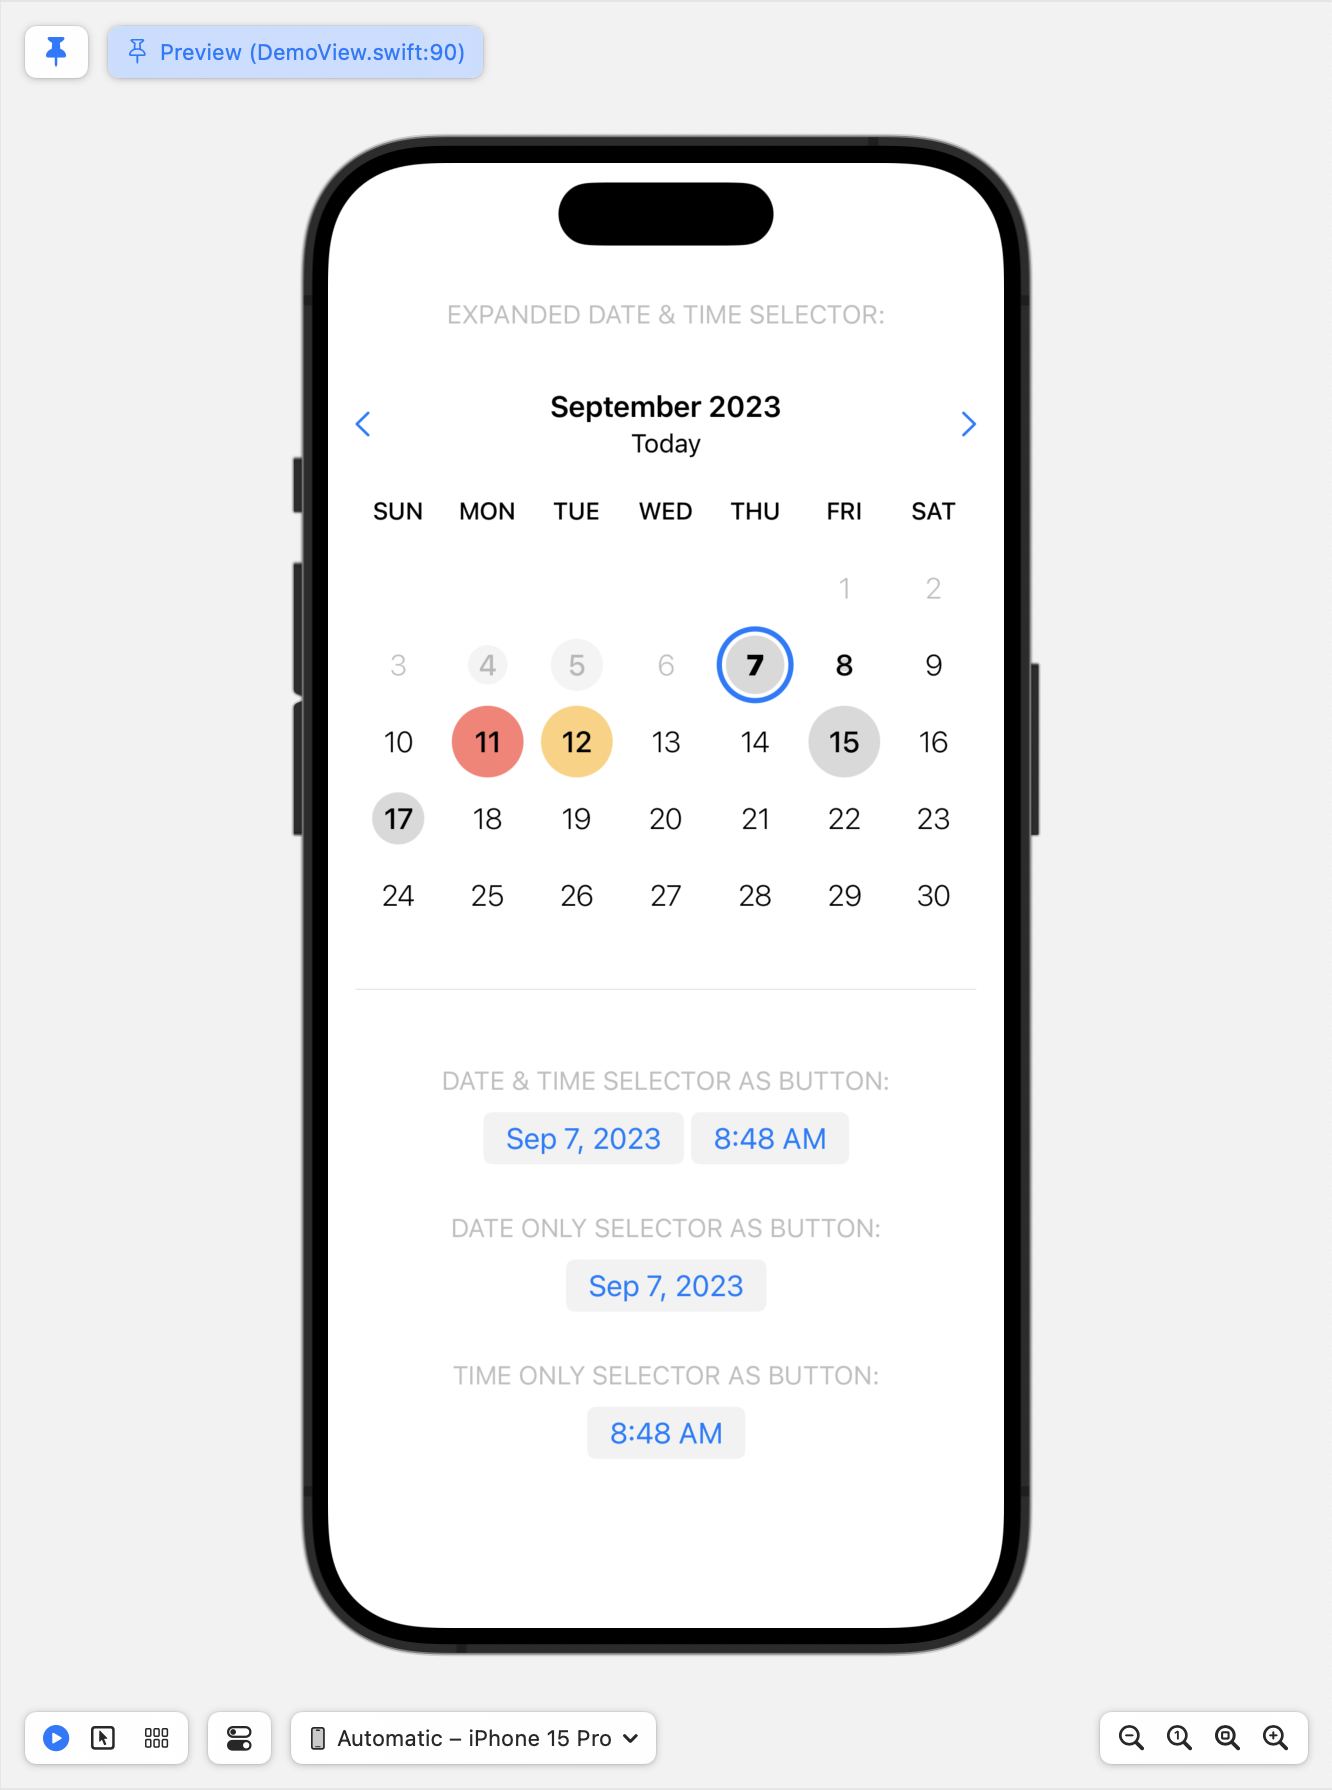 Preview (DemoView.swift:90)
EXPANDED DATE & TIME SELECTOR:
September 2023
Today
SUN MON TUE WED THU FRI SAT
1 2
3 4 5 6 7 8 9
10 11 12 13 14 15 16
17 18 19 20 21 22 23
24 25 26 27 28 29 30
DATE & TIME SELECTOR AS BUTTON:
Sep 7, 2023 8:48 AM
DATE ONLY SELECTOR AS BUTTON:
Sep 7, 2023
TIME ONLY SELECTOR AS BUTTON:
8:48 AM
Automatic – iPhone 15 Pro
1